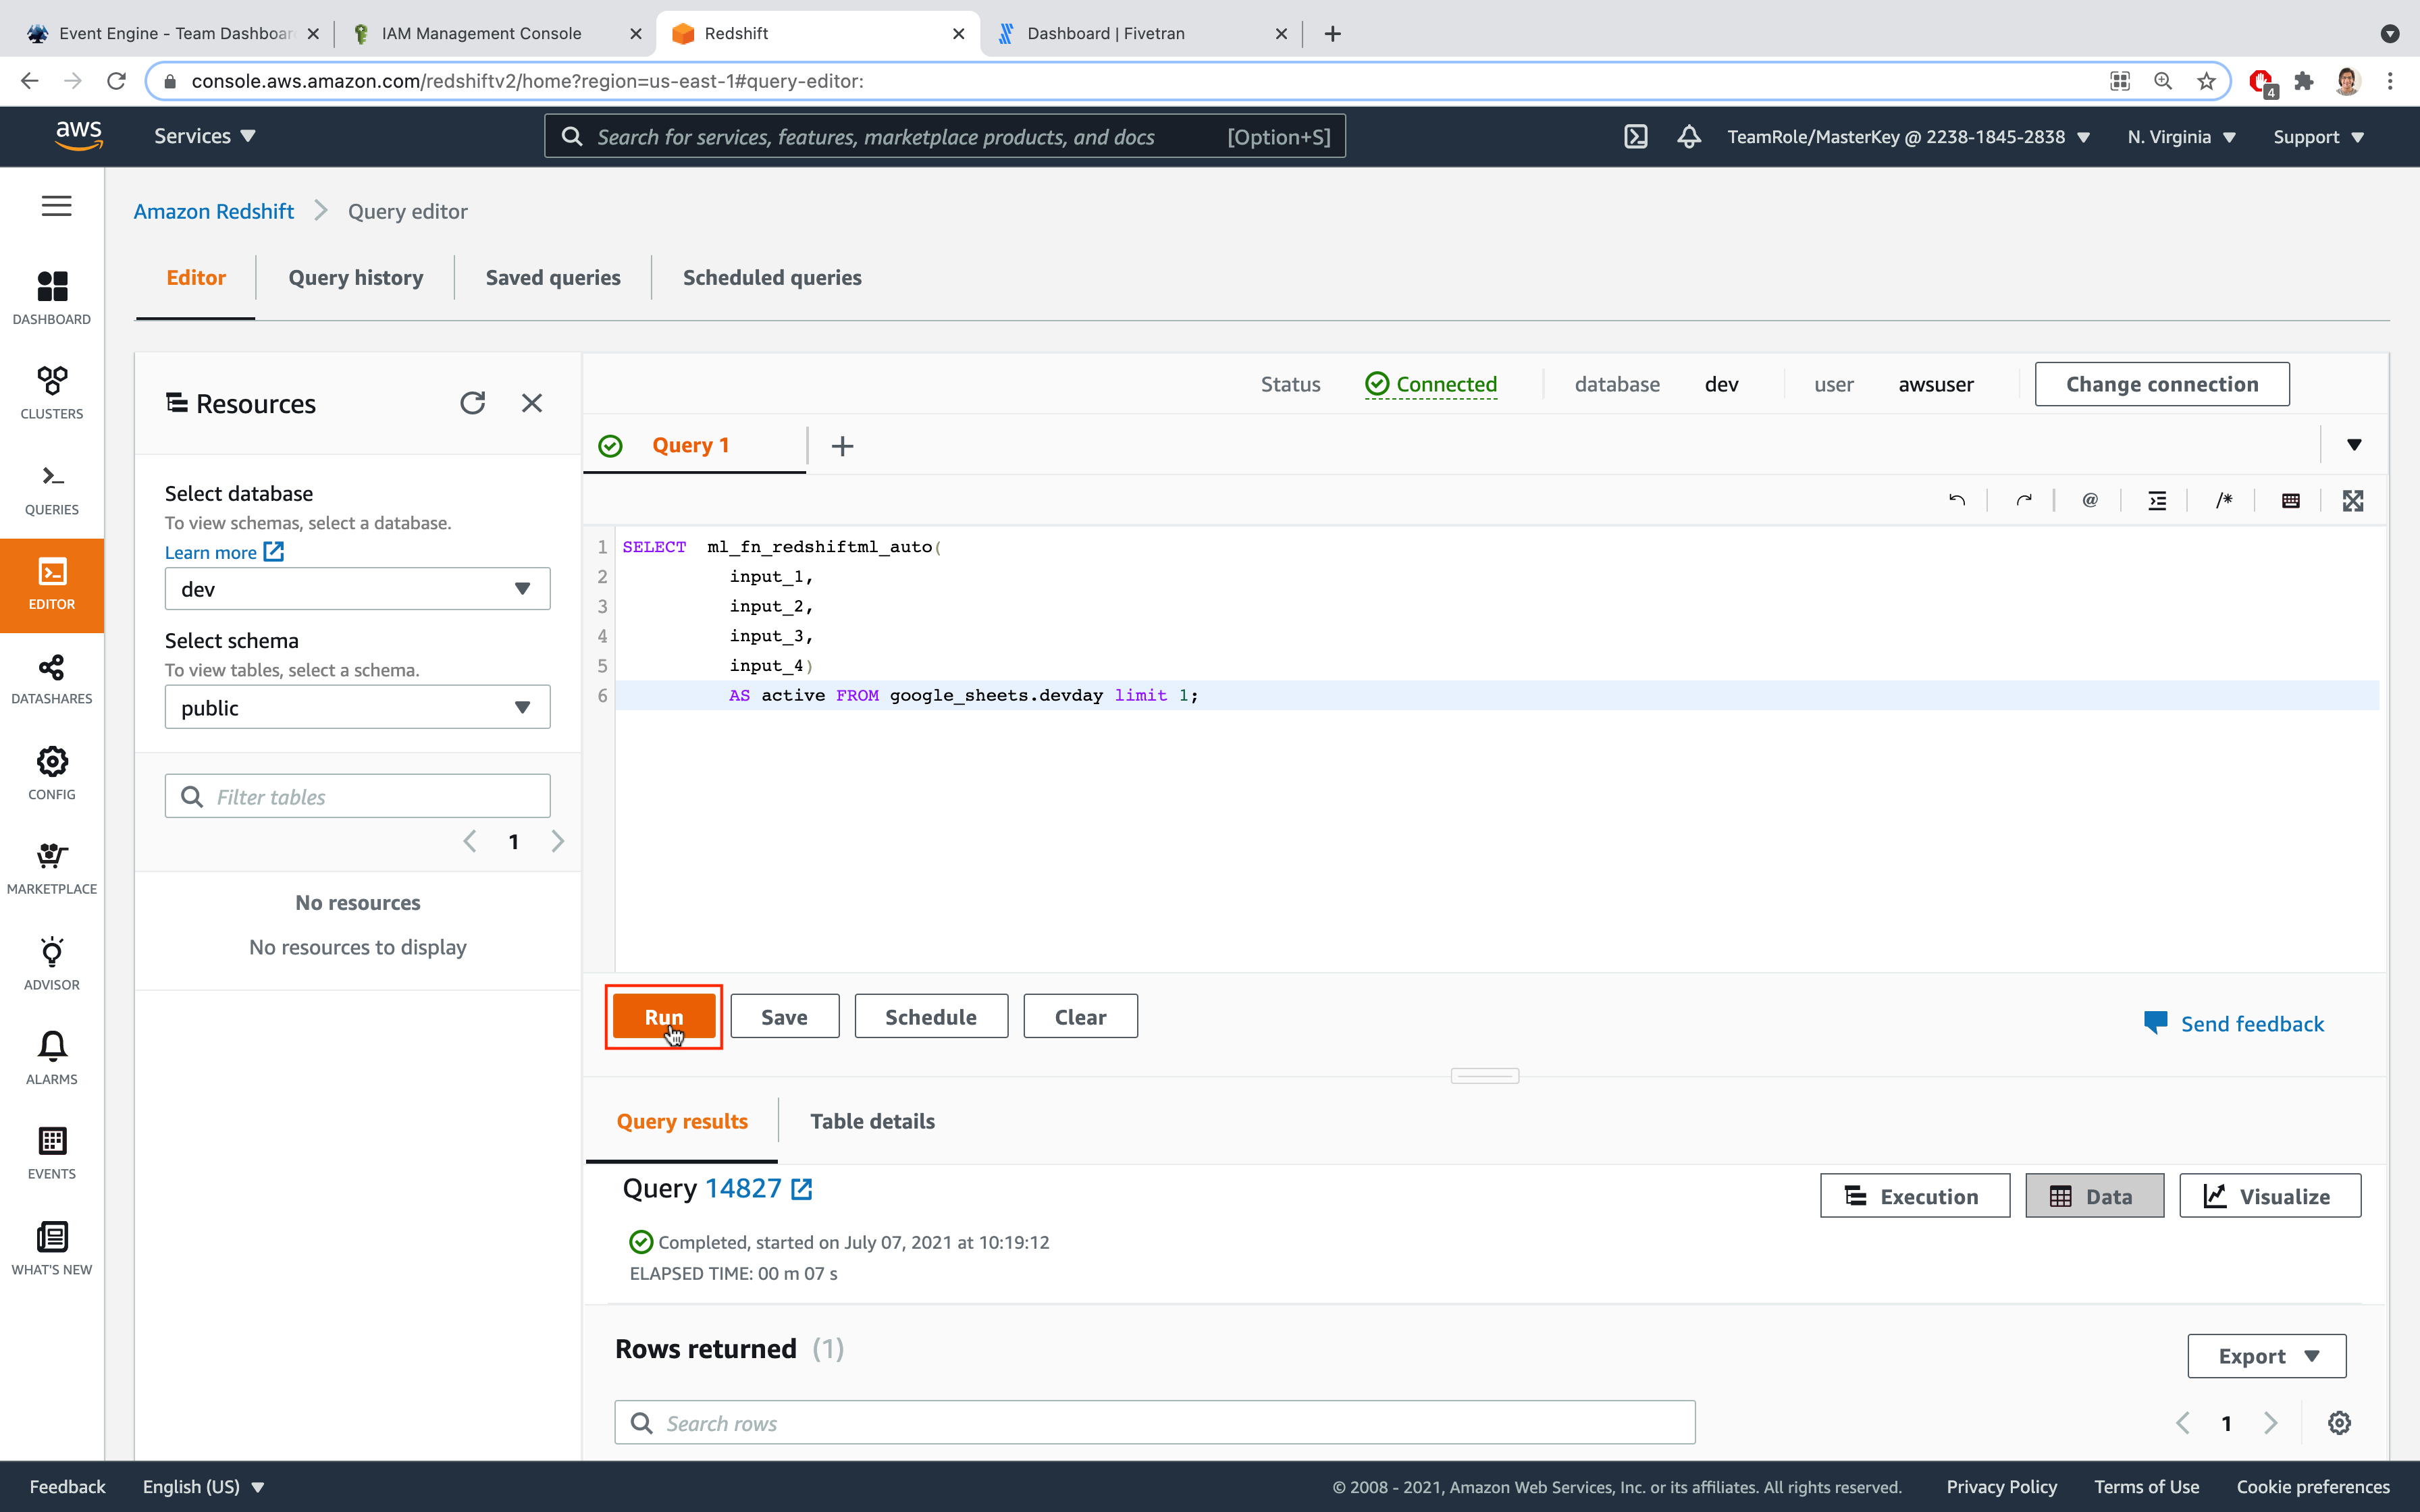 Event Engine - Team Dashboar
IAM Management Console
Redshift
Dashboard | Fivetran
console.aws.amazon.com/redshiftv2/home?region=us-east-1#query-editor:
4
aws
Services
Search for services, features, marketplace products, and docs
[Option+S]
TeamRole/MasterKey @ 2238-1845-2838
N. Virginia
Support
Amazon Redshift
Query editor
DASHBOARD
CLUSTERS
QUERIES
EDITOR
DATASHARES
CONFIG
MARKETPLACE
ADVISOR
ALARMS
EVENTS
WHAT'S NEW
Editor
Query history
Saved queries
Scheduled queries
Resources
Select database
To view schemas, select a database.
Learn more
dev
Select schema
To view tables, select a schema.
public
Filter tables
1
No resources
No resources to display
Status
Connected
database
dev
user
awsuser
Change connection
Query 1
@
/*
1 SELECT ml_fn_redshiftml_auto(
2 input_1,
3 input_2,
4 input_3,
5 input_4)
6 AS active FROM google_sheets.devday limit 1;
Run
Save
Schedule
Clear
Send feedback
Query results
Table details
Query 14827
Execution
Data
Visualize
Completed, started on July 07, 2021 at 10:19:12
ELAPSED TIME: 00 m 07 s
Rows returned (1)
Export
Search rows
1
Feedback
English (US)
© 2008 - 2021, Amazon Web Services, Inc. or its affiliates. All rights reserved.
Privacy Policy
Terms of Use
Cookie preferences